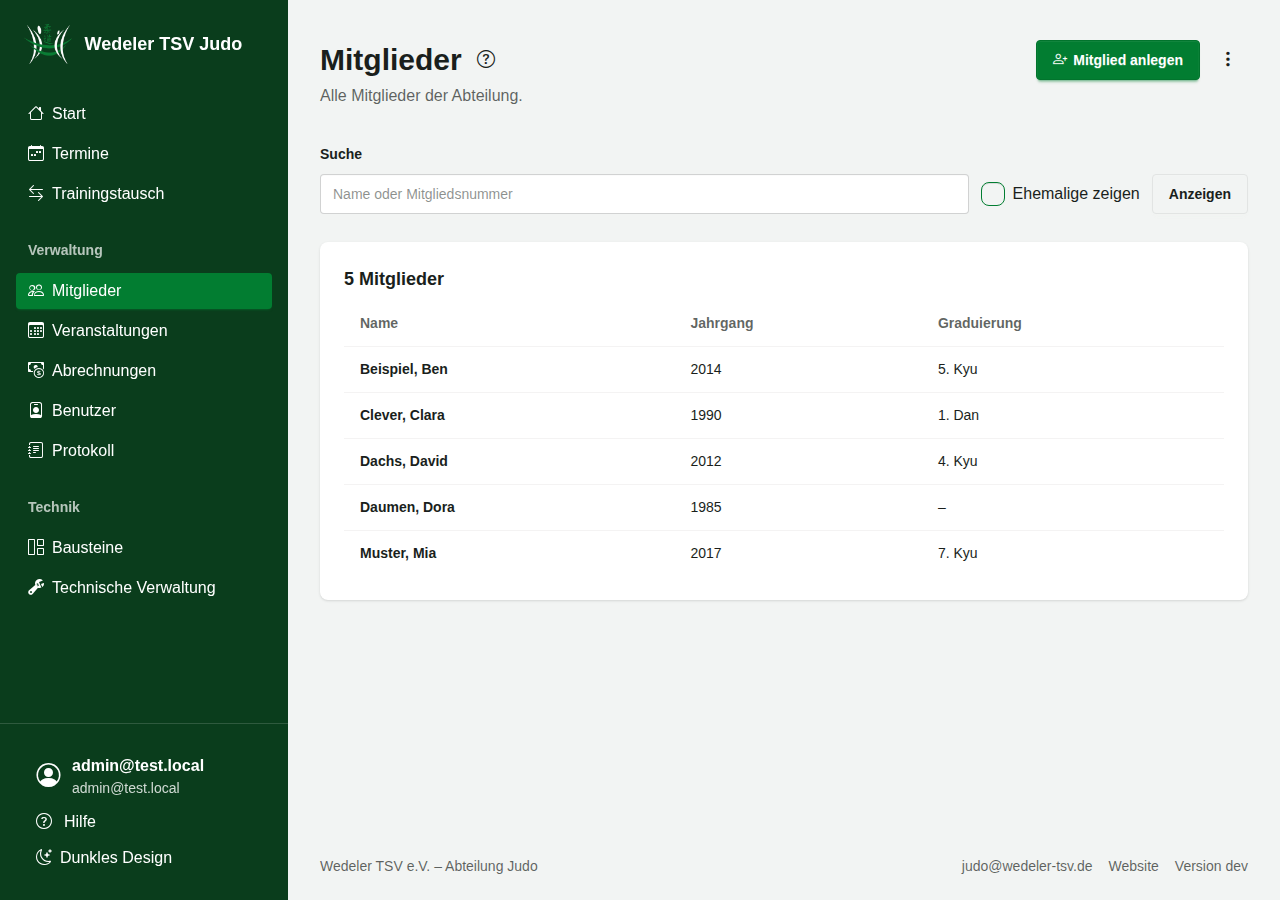 Wedeler TSV Judo
Start
Termine
Trainingstausch
Verwaltung
Mitglieder
Veranstaltungen
Abrechnungen
Benutzer
Protokoll
Technik
Bausteine
Technische Verwaltung
admin@test.local
admin@test.local
Hilfe
Dunkles Design
Mitglieder
Mitglied anlegen
Alle Mitglieder der Abteilung.
Suche
Name oder Mitgliedsnummer
Ehemalige zeigen
Anzeigen
5 Mitglieder
Name Jahrgang Graduierung
Beispiel, Ben 2014 5. Kyu
Clever, Clara 1990 1. Dan
Dachs, David 2012 4. Kyu
Daumen, Dora 1985 –
Muster, Mia 2017 7. Kyu
Wedeler TSV e.V. – Abteilung Judo
judo@wedeler-tsv.de Website Version dev